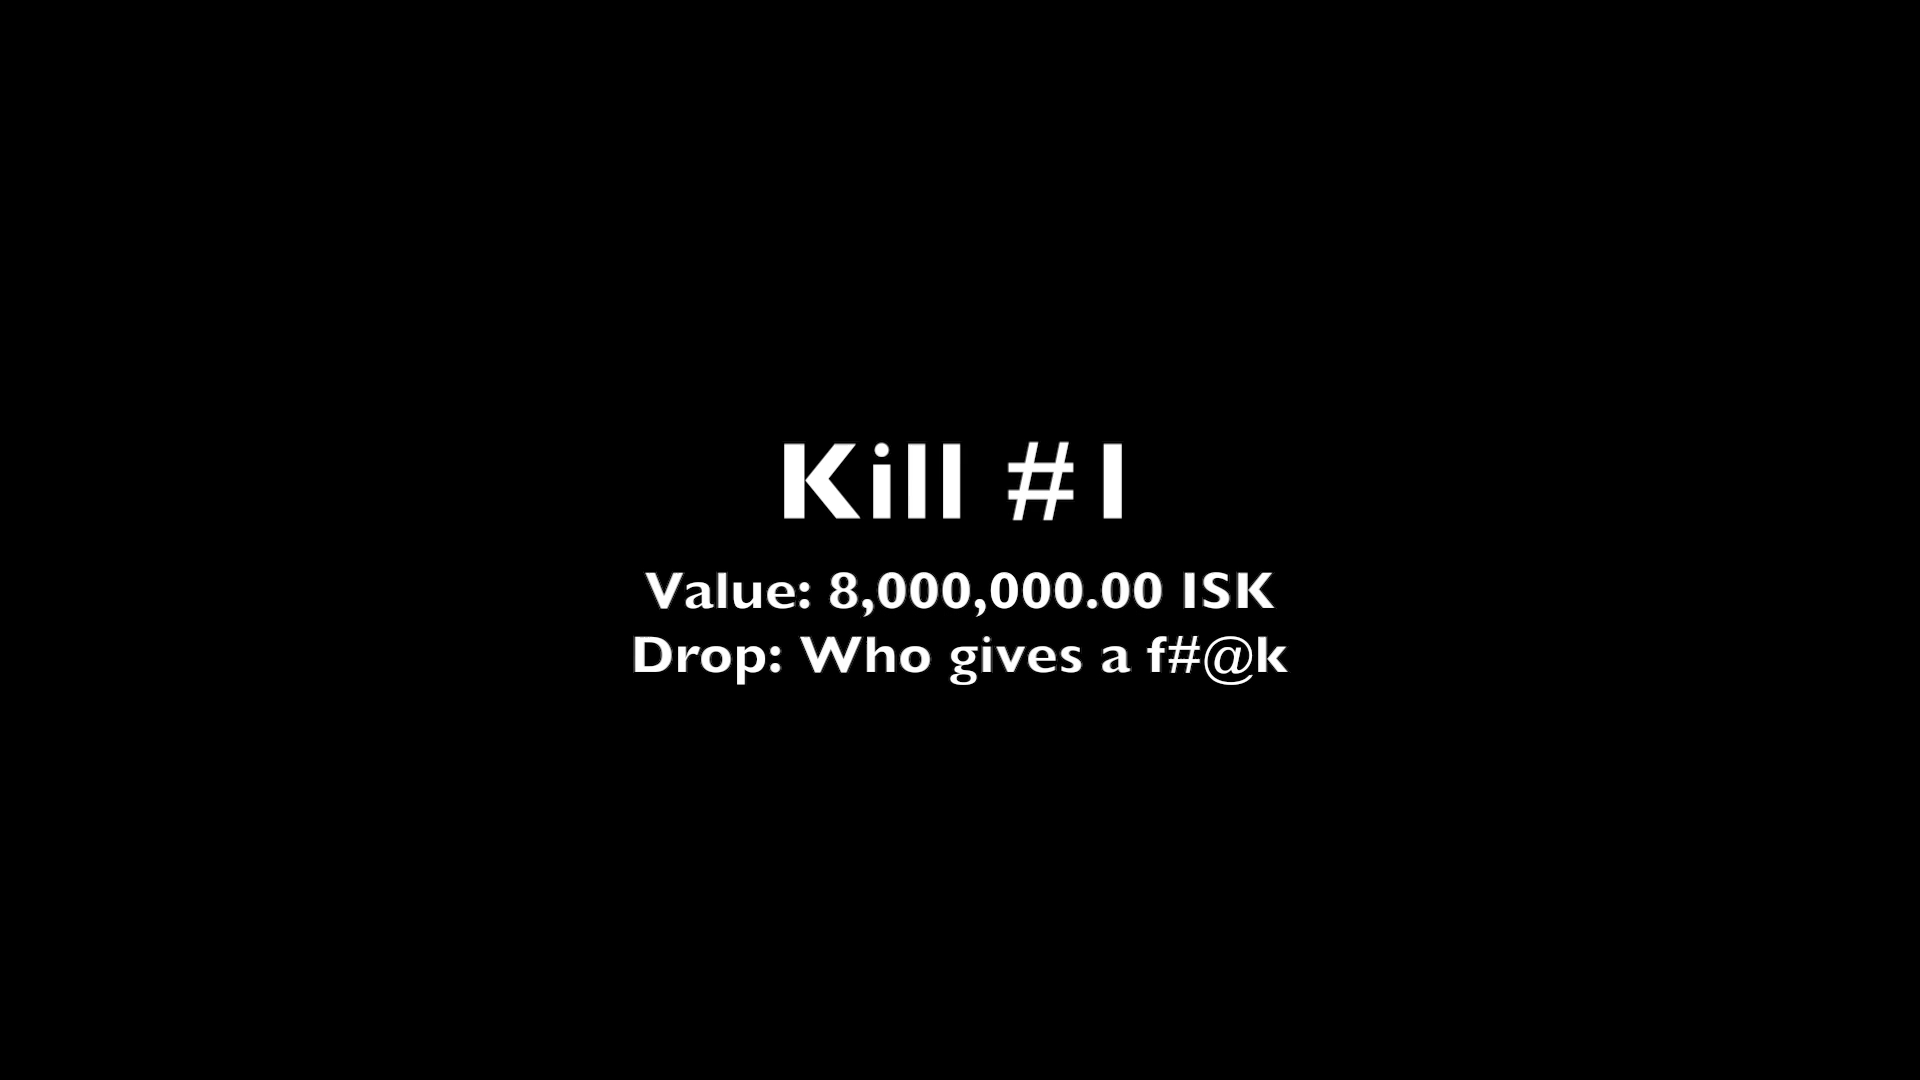 Kill #1
Value: 8,000,000.00 ISK
Drop: Who gives a f#@k